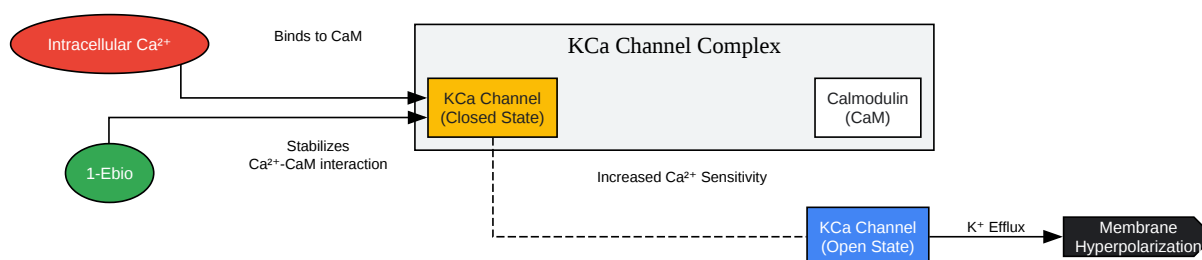 KCa Channel Complex
Intracellular Ca²⁺
Binds to CaM
KCa Channel
(Closed State)
Calmodulin
(CaM)
1-Ebio
Stabilizes
Ca²⁺-CaM interaction
Increased Ca²⁺ Sensitivity
KCa Channel
(Open State)
K⁺ Efflux
Membrane
Hyperpolarization